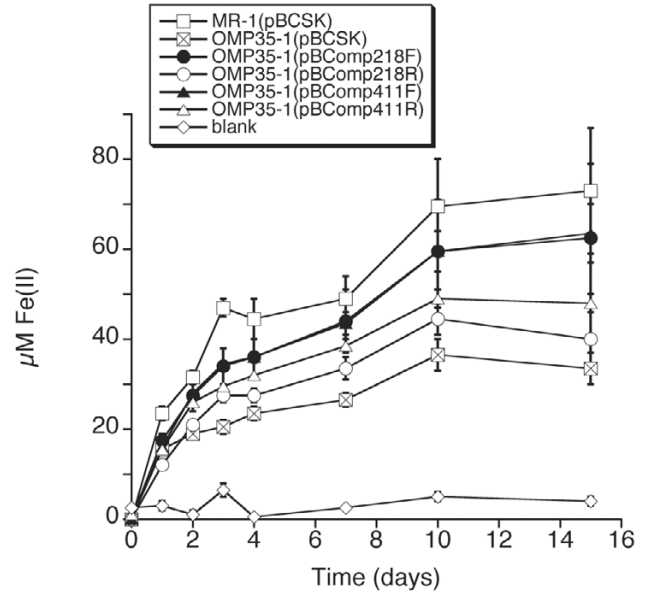 MR-1(pBCSK)
OMP35-1(pBCSK)
OMP35-1(pBComp218F)
OMP35-1(pBComp218R)
OMP35-1(pBComp411F)
OMP35-1(pBComp411R)
blank
80
60
40
20
0
µM Fe(II)
0 2 4 6 8 10 12 14 16
Time (days)